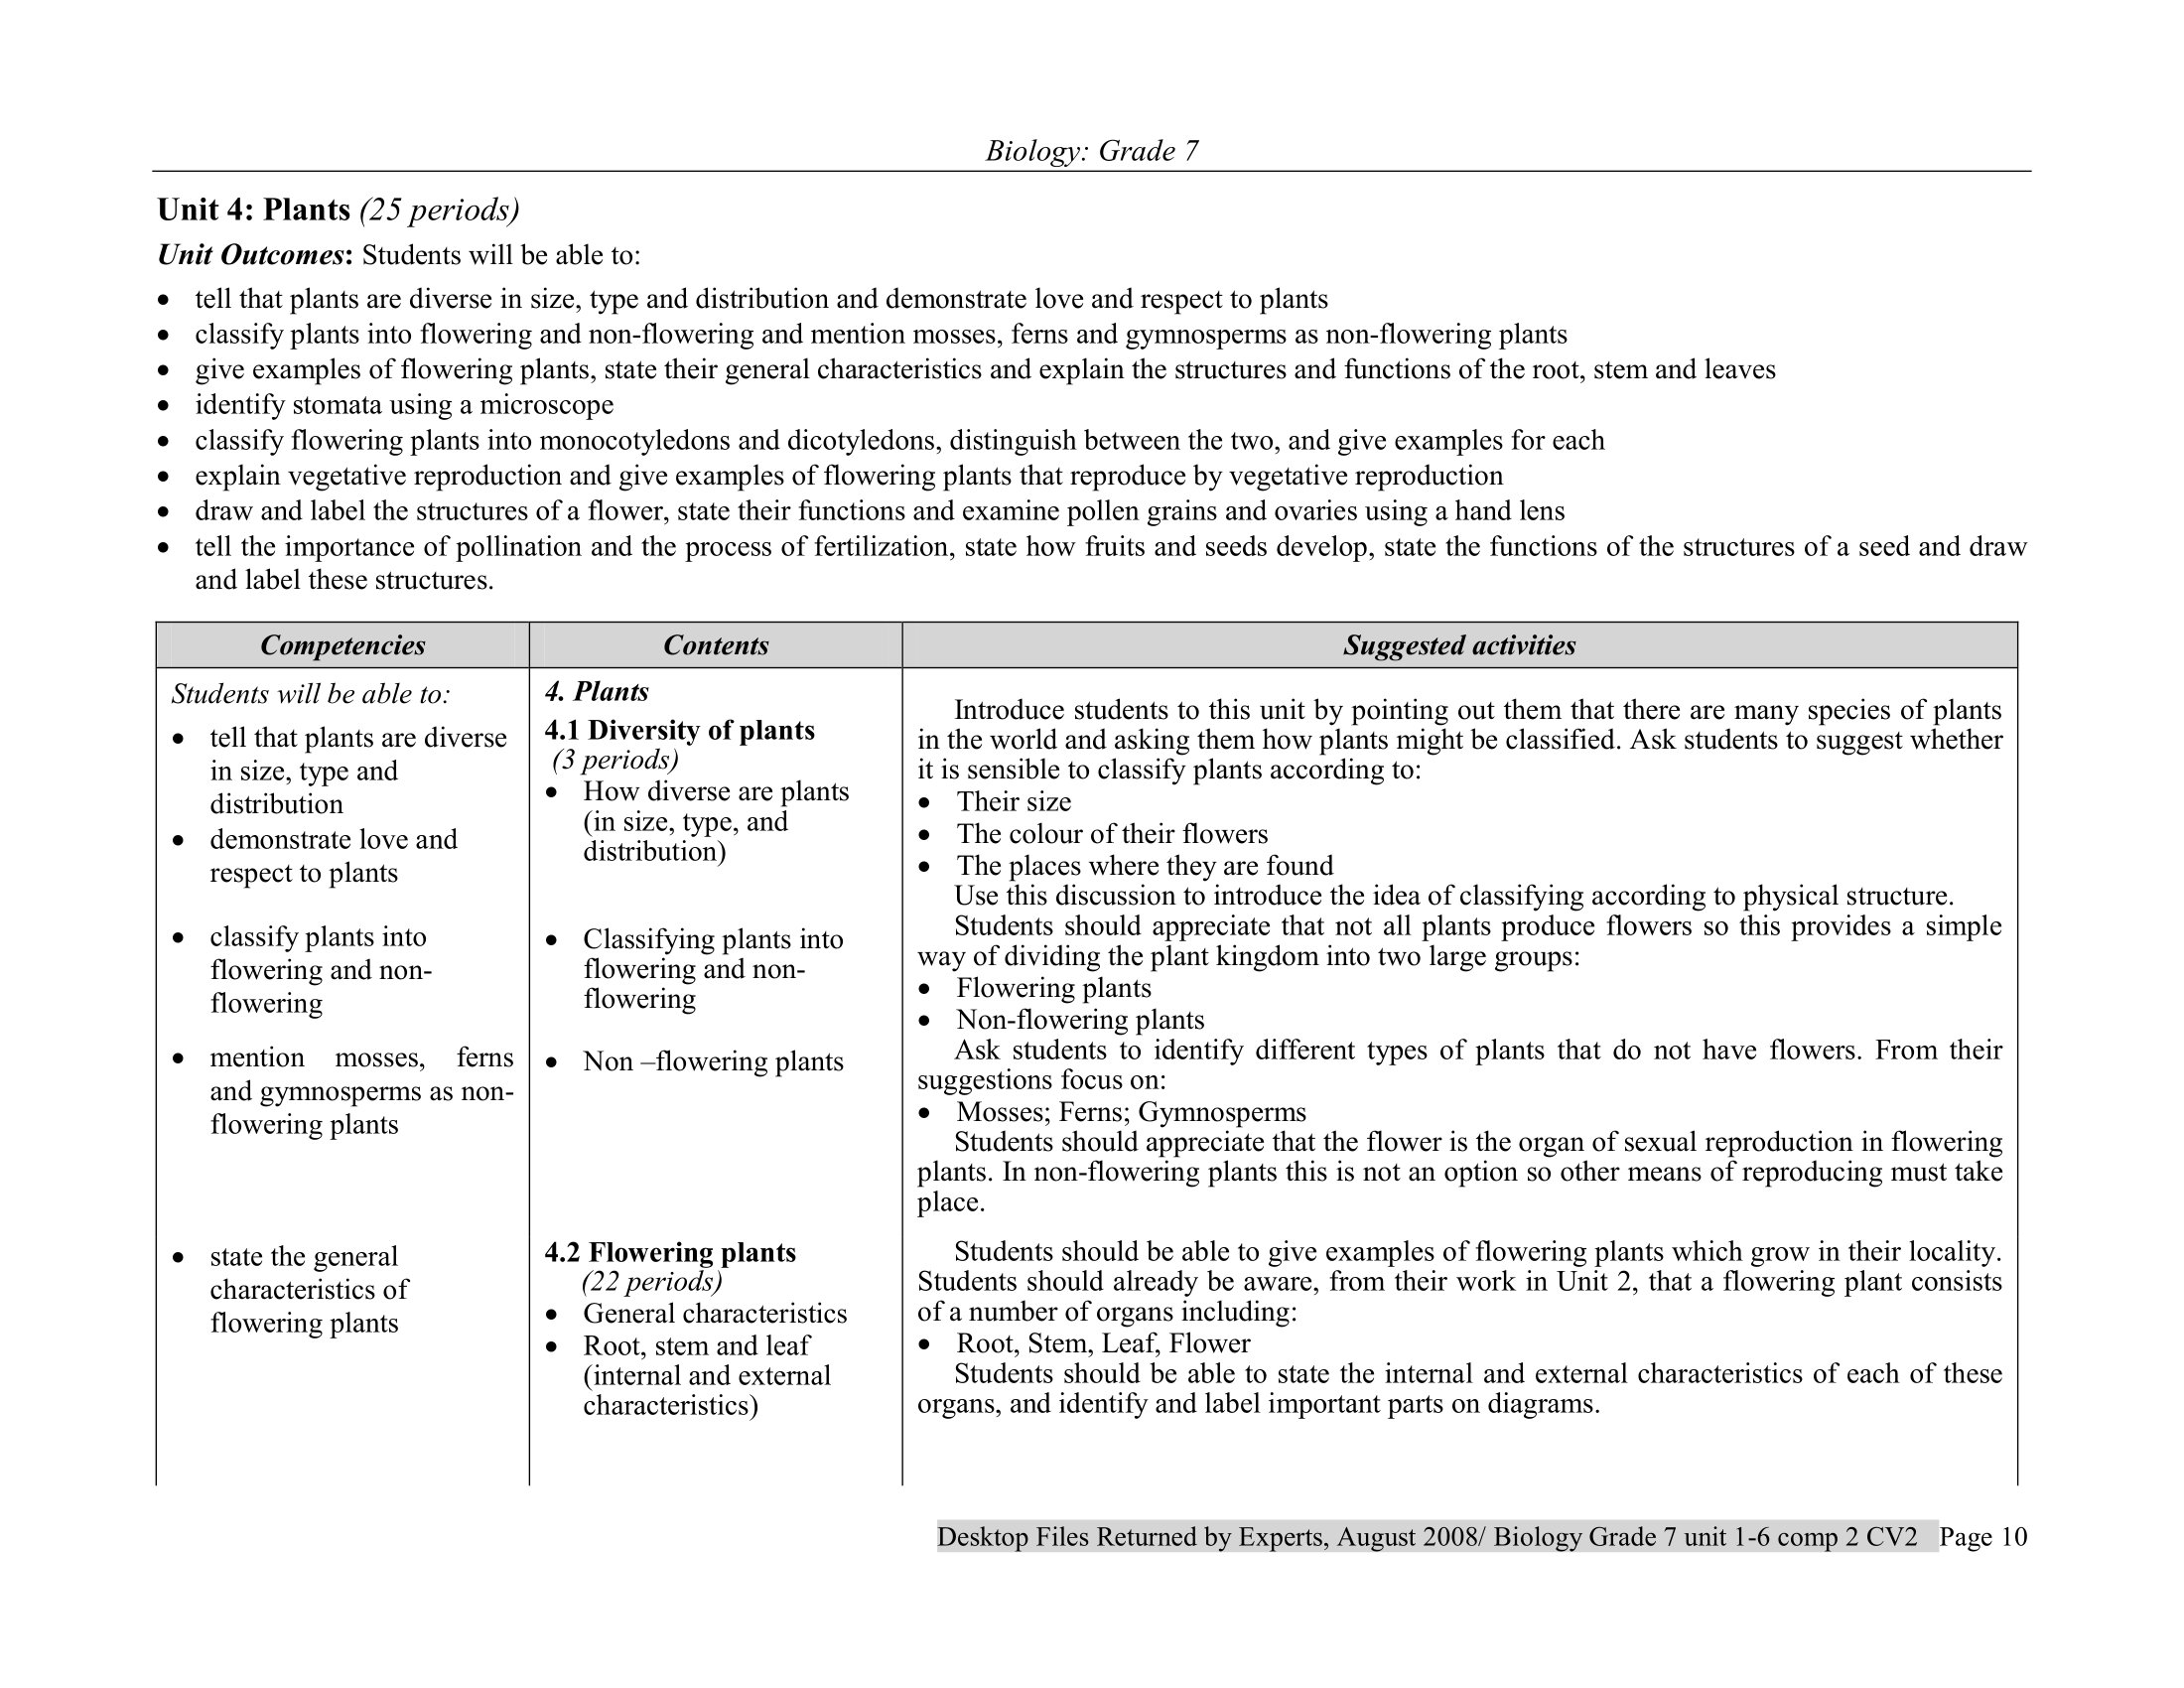 Biology: Grade 7
Unit 4: Plants (25 periods)
Unit Outcomes: Students will be able to:
• tell that plants are diverse in size, type and distribution and demonstrate love and respect to plants
• classify plants into flowering and non-flowering and mention mosses, ferns and gymnosperms as non-flowering plants
• give examples of flowering plants, state their general characteristics and explain the structures and functions of the root, stem and leaves
• identify stomata using a microscope
• classify flowering plants into monocotyledons and dicotyledons, distinguish between the two, and give examples for each
• explain vegetative reproduction and give examples of flowering plants that reproduce by vegetative reproduction
• draw and label the structures of a flower, state their functions and examine pollen grains and ovaries using a hand lens
• tell the importance of pollination and the process of fertilization, state how fruits and seeds develop, state the functions of the structures of a seed and draw
and label these structures.
Competencies
Contents
Suggested activities
Students will be able to:
• tell that plants are diverse
in size, type and
distribution
• demonstrate love and
respect to plants
• classify plants into
flowering and non-
flowering
• mention mosses, ferns
and gymnosperms as non-
flowering plants
• state the general
characteristics of
flowering plants
4. Plants
4.1 Diversity of plants
(3 periods)
• How diverse are plants
(in size, type, and
distribution)
• Classifying plants into
flowering and non-
flowering
• Non –flowering plants
4.2 Flowering plants
(22 periods)
• General characteristics
• Root, stem and leaf
(internal and external
characteristics)
Introduce students to this unit by pointing out them that there are many species of plants
in the world and asking them how plants might be classified. Ask students to suggest whether
it is sensible to classify plants according to:
• Their size
• The colour of their flowers
• The places where they are found
Use this discussion to introduce the idea of classifying according to physical structure.
Students should appreciate that not all plants produce flowers so this provides a simple
way of dividing the plant kingdom into two large groups:
• Flowering plants
• Non-flowering plants
Ask students to identify different types of plants that do not have flowers. From their
suggestions focus on:
• Mosses; Ferns; Gymnosperms
Students should appreciate that the flower is the organ of sexual reproduction in flowering
plants. In non-flowering plants this is not an option so other means of reproducing must take
place.
Students should be able to give examples of flowering plants which grow in their locality.
Students should already be aware, from their work in Unit 2, that a flowering plant consists
of a number of organs including:
• Root, Stem, Leaf, Flower
Students should be able to state the internal and external characteristics of each of these
organs, and identify and label important parts on diagrams.
Desktop Files Returned by Experts, August 2008/ Biology Grade 7 unit 1-6 comp 2 CV2 Page 10